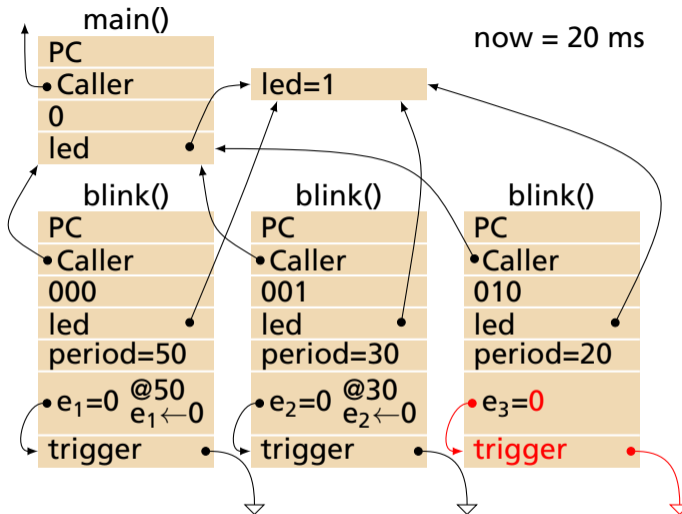 main()
PC
Caller
0
led
led=1
now = 20 ms
blink()
PC
Caller
000
led
period=50
e₁=0 @50
e₁←0
trigger
blink()
PC
Caller
001
led
period=30
e₂=0 @30
e₂←0
trigger
blink()
PC
Caller
010
led
period=20
e₃=0
trigger